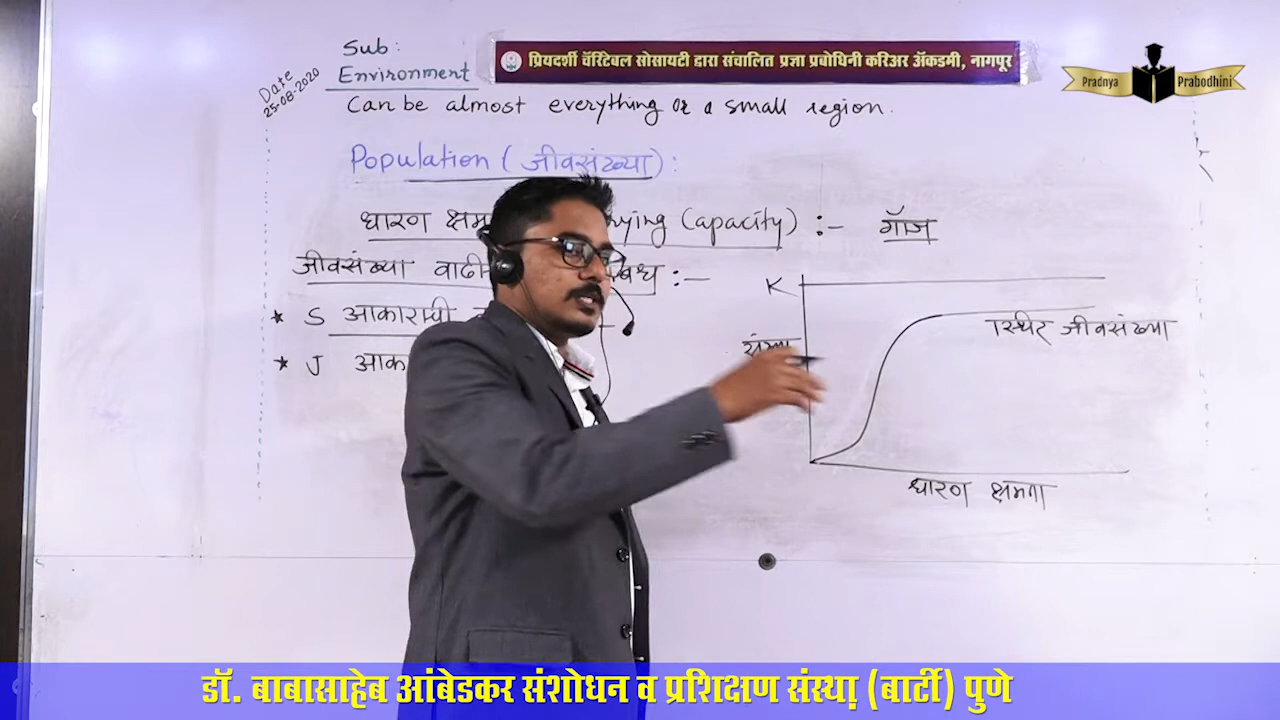 Sub:
Environment
Date
25-08-2020
प्रियदर्शी चॅरिटेबल सोसायटी द्वारा संचालित प्रज्ञा प्रबोधिनी करिअर ॲकडमी, नागपूर
Pradnya Prabodhini
Can be almost everything or a small region.
Population (जीवसंख्या):
धारण क्षम rying Capacity) :- गॉज
जीवसंख्या वाढी बंध :-
* S आकाराची
* J आका
K
संख्या
स्थिर जीवसंख्या
धारण क्षमता
डॉ. बाबासाहेब आंबेडकर संशोधन व प्रशिक्षण संस्था (बार्टी) पुणे